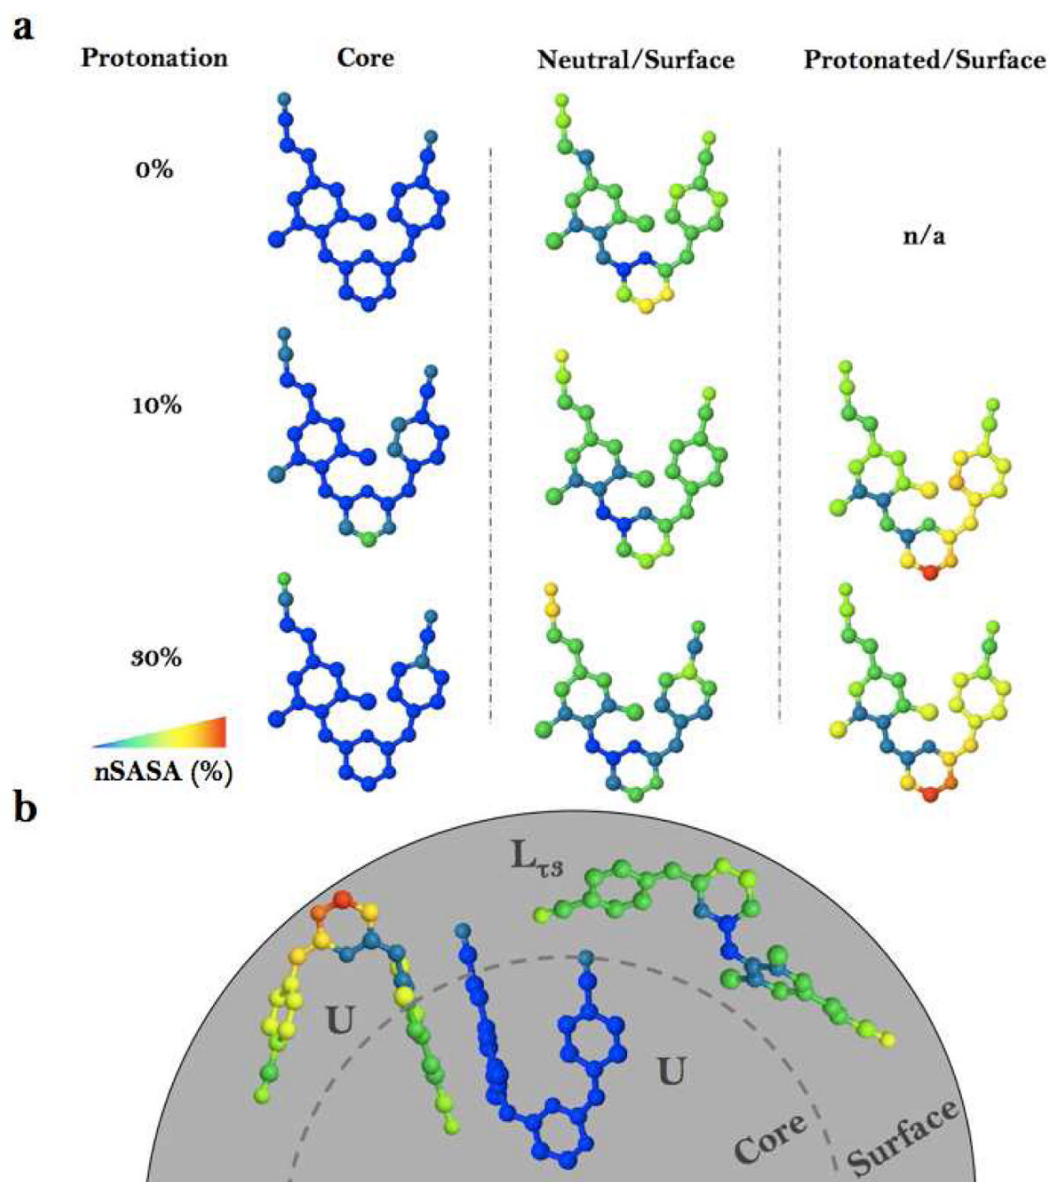 a
Protonation Core Neutral/Surface Protonated/Surface
0%
n/a
10%
30%
nSASA (%)
b
Lτ3
U
U
Core
Surface